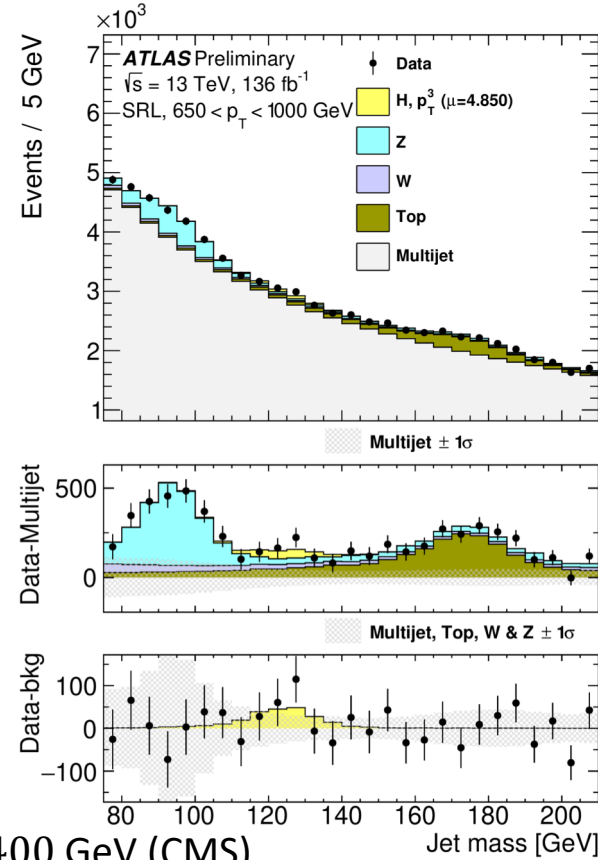 ×10³
Events / 5 GeV
7
6
5
4
3
2
1
ATLAS Preliminary
√s = 13 TeV, 136 fb⁻¹
SRL, 650 < p_T < 1000 GeV
Data
H, p_T³ (μ=4.850)
Z
W
Top
Multijet
Multijet ± 1σ
Data-Multijet
500
0
Multijet, Top, W & Z ± 1σ
Data-bkg
100
0
−100
80 100 120 140 160 180 200
Jet mass [GeV]
400 GeV (CMS)